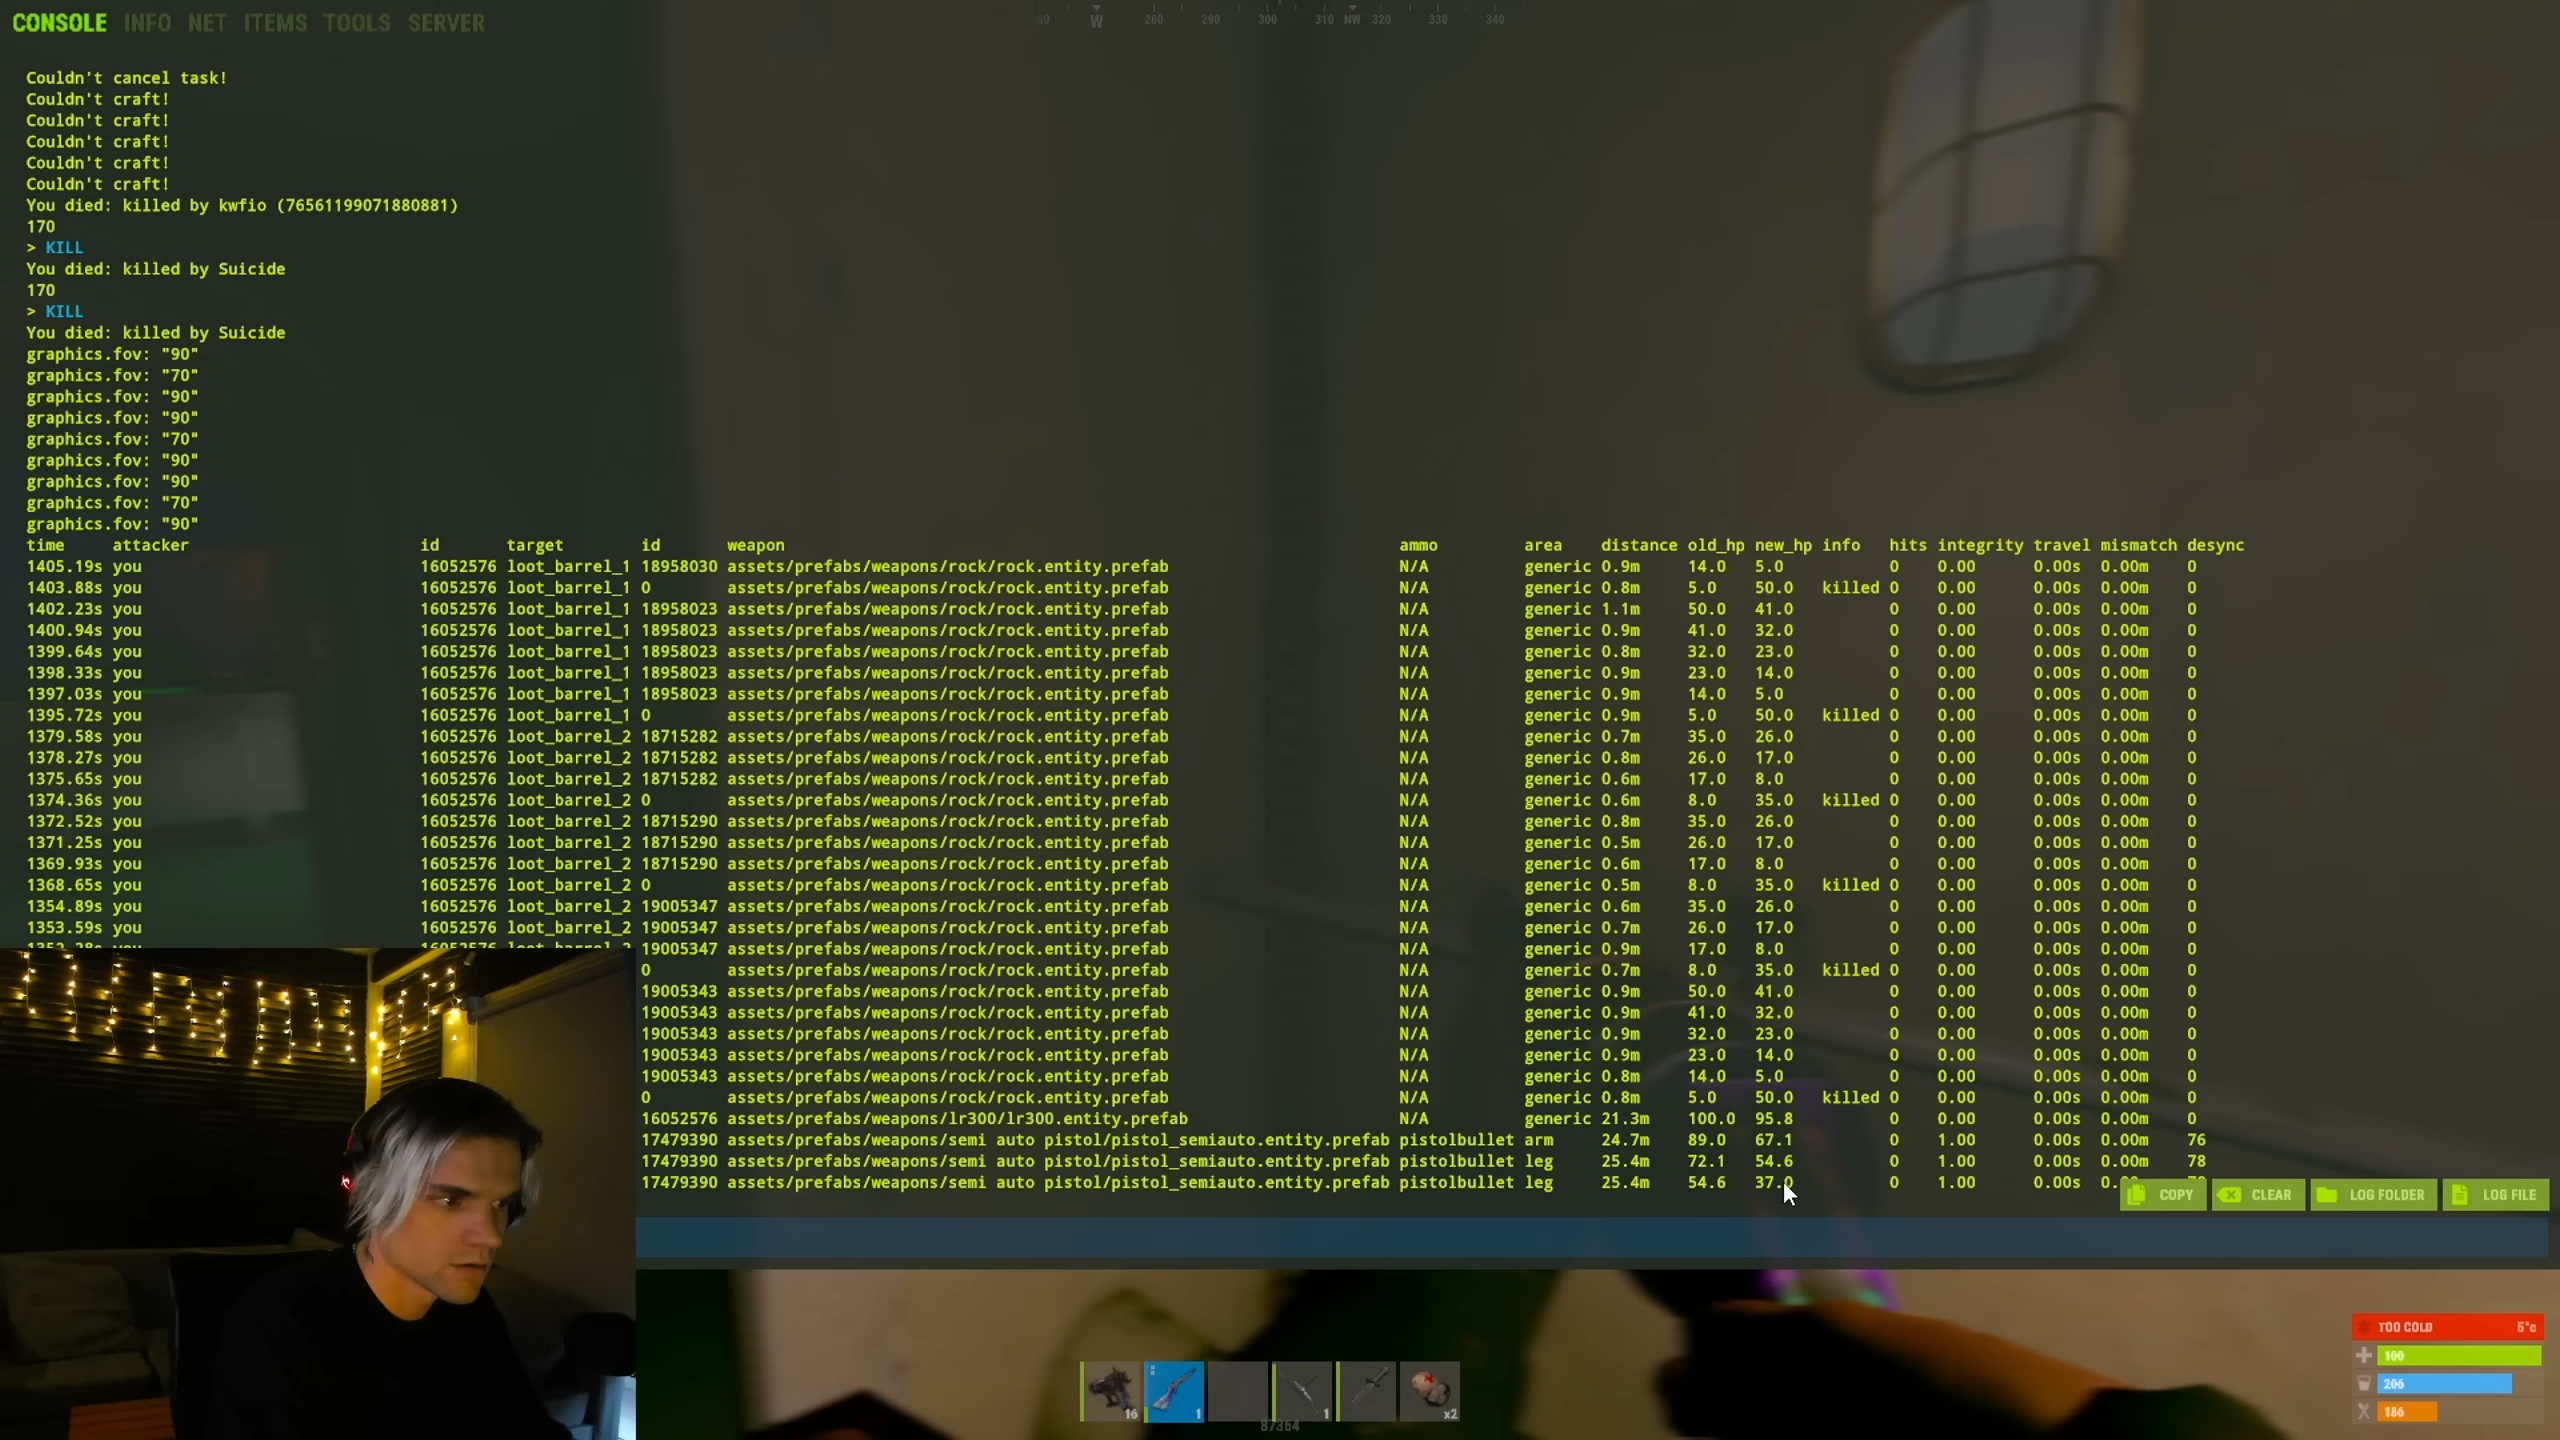 CONSOLE INFO NET ITEMS TOOLS SERVER
W 280 290 300 310 NW 320 330 340
Couldn't cancel task!
Couldn't craft!
Couldn't craft!
Couldn't craft!
Couldn't craft!
Couldn't craft!
You died: killed by kwfio (76561199071880881)
170
> KILL
You died: killed by Suicide
170
> KILL
You died: killed by Suicide
graphics.fov: "90"
graphics.fov: "70"
graphics.fov: "90"
graphics.fov: "90"
graphics.fov: "70"
graphics.fov: "90"
graphics.fov: "90"
graphics.fov: "70"
graphics.fov: "90"
time attacker id target id weapon ammo area distance old_hp new_hp info hits integrity travel mismatch desync
1405.19s you 16052576 loot_barrel_1 18958030 assets/prefabs/weapons/rock/rock.entity.prefab N/A generic 0.9m 14.0 5.0 0 0.00 0.00s 0.00m 0
1403.88s you 16052576 loot_barrel_1 0 assets/prefabs/weapons/rock/rock.entity.prefab N/A generic 0.8m 5.0 50.0 killed 0 0.00 0.00s 0.00m 0
1402.23s you 16052576 loot_barrel_1 18958023 assets/prefabs/weapons/rock/rock.entity.prefab N/A generic 1.1m 50.0 41.0 0 0.00 0.00s 0.00m 0
1400.94s you 16052576 loot_barrel_1 18958023 assets/prefabs/weapons/rock/rock.entity.prefab N/A generic 0.9m 41.0 32.0 0 0.00 0.00s 0.00m 0
1399.64s you 16052576 loot_barrel_1 18958023 assets/prefabs/weapons/rock/rock.entity.prefab N/A generic 0.8m 32.0 23.0 0 0.00 0.00s 0.00m 0
1398.33s you 16052576 loot_barrel_1 18958023 assets/prefabs/weapons/rock/rock.entity.prefab N/A generic 0.9m 23.0 14.0 0 0.00 0.00s 0.00m 0
1397.03s you 16052576 loot_barrel_1 18958023 assets/prefabs/weapons/rock/rock.entity.prefab N/A generic 0.9m 14.0 5.0 0 0.00 0.00s 0.00m 0
1395.72s you 16052576 loot_barrel_1 0 assets/prefabs/weapons/rock/rock.entity.prefab N/A generic 0.9m 5.0 50.0 killed 0 0.00 0.00s 0.00m 0
1379.58s you 16052576 loot_barrel_2 18715282 assets/prefabs/weapons/rock/rock.entity.prefab N/A generic 0.7m 35.0 26.0 0 0.00 0.00s 0.00m 0
1378.27s you 16052576 loot_barrel_2 18715282 assets/prefabs/weapons/rock/rock.entity.prefab N/A generic 0.8m 26.0 17.0 0 0.00 0.00s 0.00m 0
1375.65s you 16052576 loot_barrel_2 18715282 assets/prefabs/weapons/rock/rock.entity.prefab N/A generic 0.6m 17.0 8.0 0 0.00 0.00s 0.00m 0
1374.36s you 16052576 loot_barrel_2 0 assets/prefabs/weapons/rock/rock.entity.prefab N/A generic 0.6m 8.0 35.0 killed 0 0.00 0.00s 0.00m 0
1372.52s you 16052576 loot_barrel_2 18715290 assets/prefabs/weapons/rock/rock.entity.prefab N/A generic 0.8m 35.0 26.0 0 0.00 0.00s 0.00m 0
1371.25s you 16052576 loot_barrel_2 18715290 assets/prefabs/weapons/rock/rock.entity.prefab N/A generic 0.5m 26.0 17.0 0 0.00 0.00s 0.00m 0
1369.93s you 16052576 loot_barrel_2 18715290 assets/prefabs/weapons/rock/rock.entity.prefab N/A generic 0.6m 17.0 8.0 0 0.00 0.00s 0.00m 0
1368.65s you 16052576 loot_barrel_2 0 assets/prefabs/weapons/rock/rock.entity.prefab N/A generic 0.5m 8.0 35.0 killed 0 0.00 0.00s 0.00m 0
1354.89s you 16052576 loot_barrel_2 19005347 assets/prefabs/weapons/rock/rock.entity.prefab N/A generic 0.6m 35.0 26.0 0 0.00 0.00s 0.00m 0
1353.59s you 16052576 loot_barrel_2 19005347 assets/prefabs/weapons/rock/rock.entity.prefab N/A generic 0.7m 26.0 17.0 0 0.00 0.00s 0.00m 0
19005347 assets/prefabs/weapons/rock/rock.entity.prefab N/A generic 0.9m 17.0 8.0 0 0.00 0.00s 0.00m 0
0 assets/prefabs/weapons/rock/rock.entity.prefab N/A generic 0.7m 8.0 35.0 killed 0 0.00 0.00s 0.00m 0
19005343 assets/prefabs/weapons/rock/rock.entity.prefab N/A generic 0.9m 50.0 41.0 0 0.00 0.00s 0.00m 0
19005343 assets/prefabs/weapons/rock/rock.entity.prefab N/A generic 0.9m 41.0 32.0 0 0.00 0.00s 0.00m 0
19005343 assets/prefabs/weapons/rock/rock.entity.prefab N/A generic 0.9m 32.0 23.0 0 0.00 0.00s 0.00m 0
19005343 assets/prefabs/weapons/rock/rock.entity.prefab N/A generic 0.9m 23.0 14.0 0 0.00 0.00s 0.00m 0
19005343 assets/prefabs/weapons/rock/rock.entity.prefab N/A generic 0.8m 14.0 5.0 0 0.00 0.00s 0.00m 0
0 assets/prefabs/weapons/rock/rock.entity.prefab N/A generic 0.8m 5.0 50.0 killed 0 0.00 0.00s 0.00m 0
16052576 assets/prefabs/weapons/lr300/lr300.entity.prefab N/A generic 21.3m 100.0 95.8 0 0.00 0.00s 0.00m 0
17479390 assets/prefabs/weapons/semi auto pistol/pistol_semiauto.entity.prefab pistolbullet arm 24.7m 89.0 67.1 0 1.00 0.00s 0.00m 76
17479390 assets/prefabs/weapons/semi auto pistol/pistol_semiauto.entity.prefab pistolbullet leg 25.4m 72.1 54.6 0 1.00 0.00s 0.00m 78
17479390 assets/prefabs/weapons/semi auto pistol/pistol_semiauto.entity.prefab pistolbullet leg 25.4m 54.6 37.0 0 1.00 0.00s
COPY CLEAR LOG FOLDER LOG FILE
TOO COLD 5°c
100
206
186
16 1 1 x2
87364